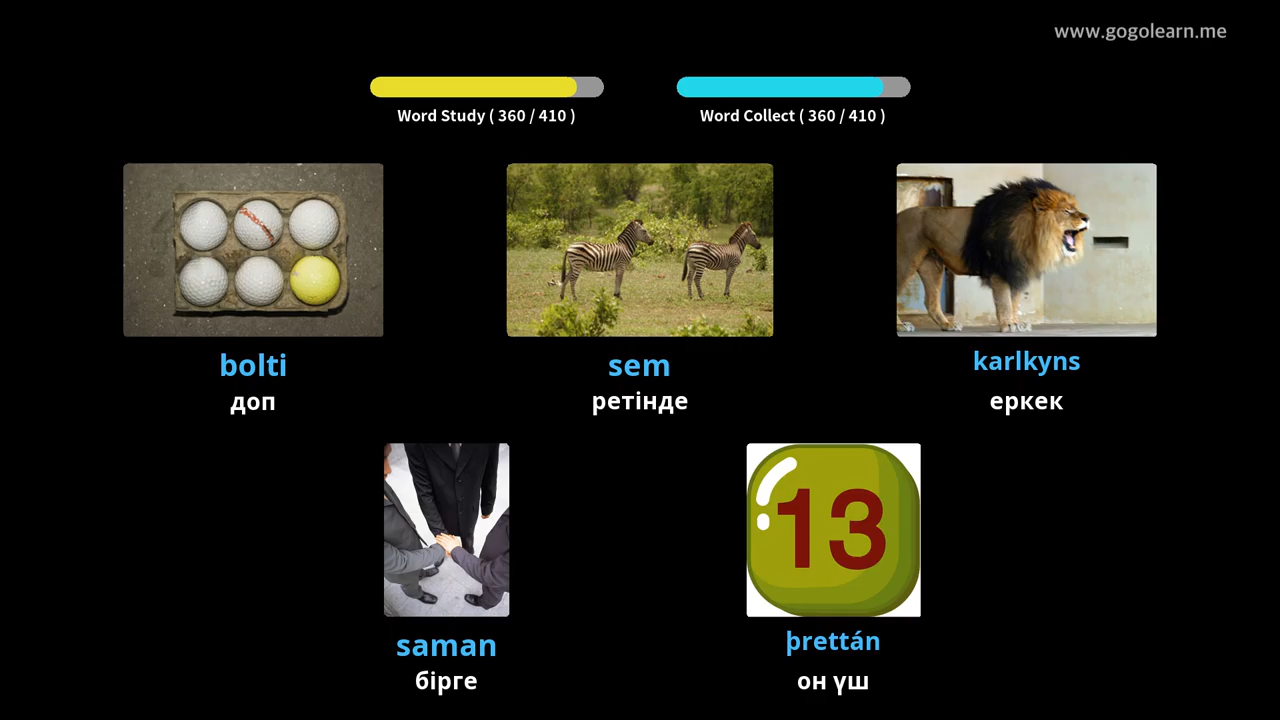 www.gogolearn.me
Word Study ( 360 / 410 )
Word Collect ( 360 / 410 )
bolti
доп
sem
ретінде
karlkyns
еркек
saman
бірге
13
þrettán
он үш